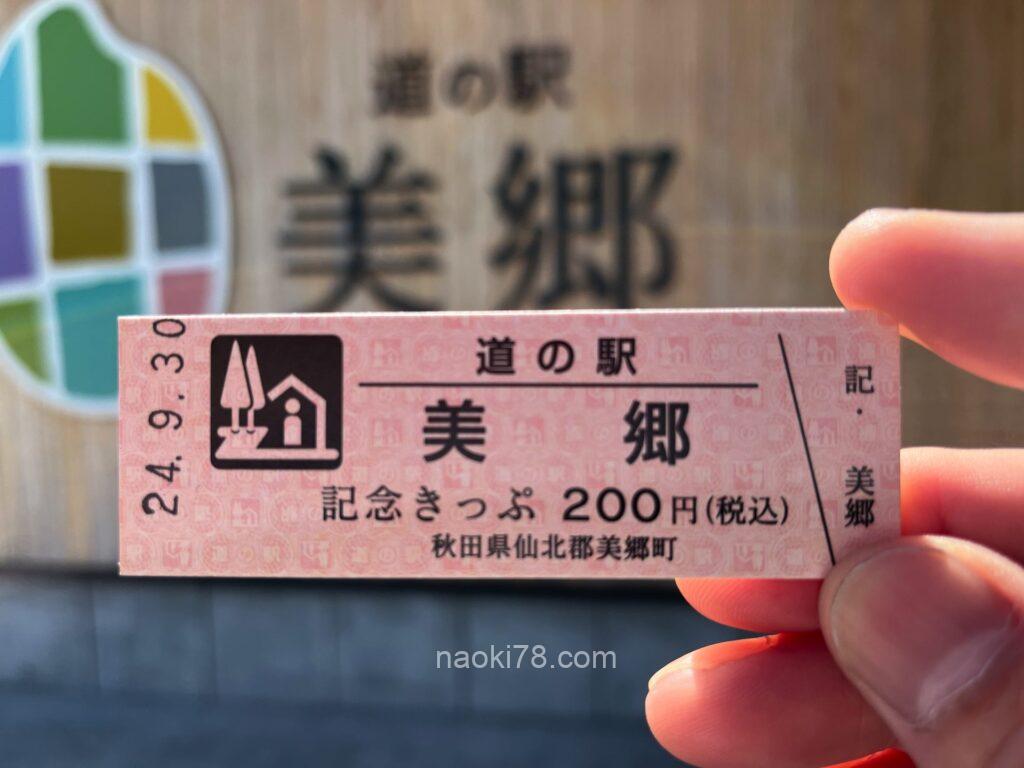 道の駅
美郷
24.9.30
道の駅
美郷
記念きっぷ 200円(税込)
秋田県仙北郡美郷町
記・美郷
naoki78.com